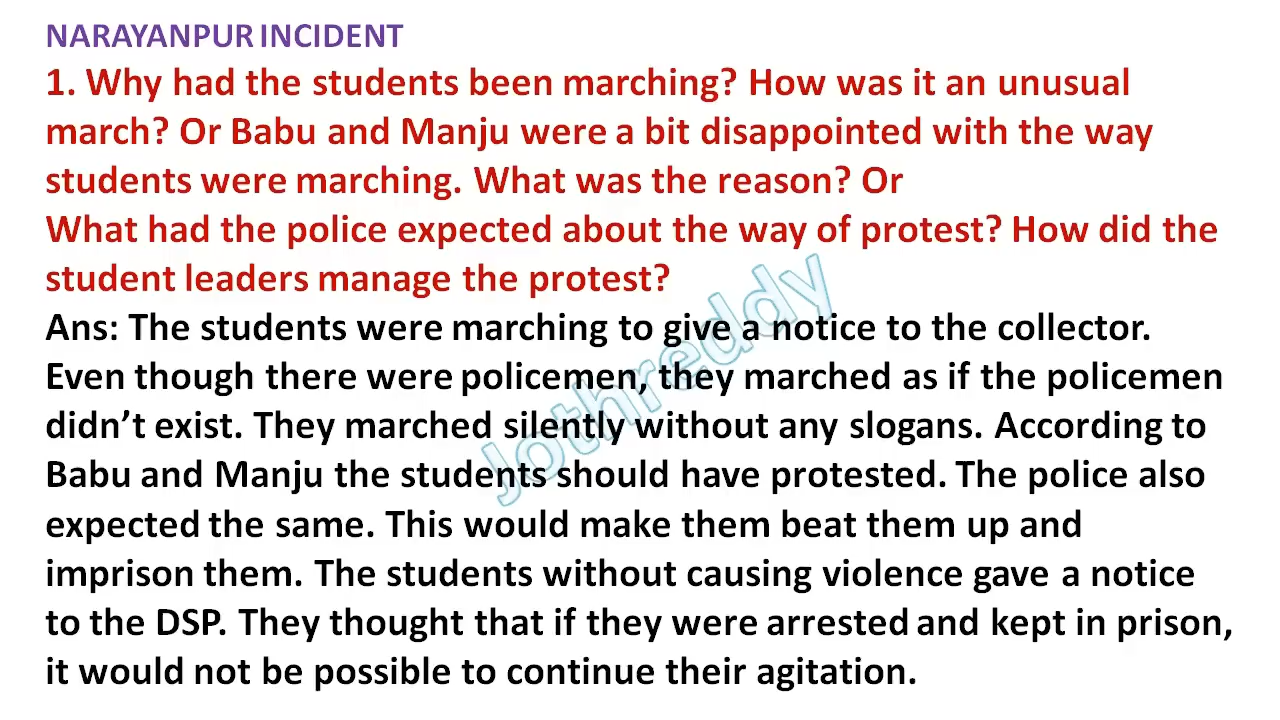 NARAYANPUR INCIDENT
1. Why had the students been marching? How was it an unusual
march? Or Babu and Manju were a bit disappointed with the way
students were marching. What was the reason? Or
What had the police expected about the way of protest? How did the
student leaders manage the protest?
Ans: The students were marching to give a notice to the collector.
Even though there were policemen, they marched as if the policemen
didn’t exist. They marched silently without any slogans. According to
Babu and Manju the students should have protested. The police also
expected the same. This would make them beat them up and
imprison them. The students without causing violence gave a notice
to the DSP. They thought that if they were arrested and kept in prison,
it would not be possible to continue their agitation.
Jothreddy